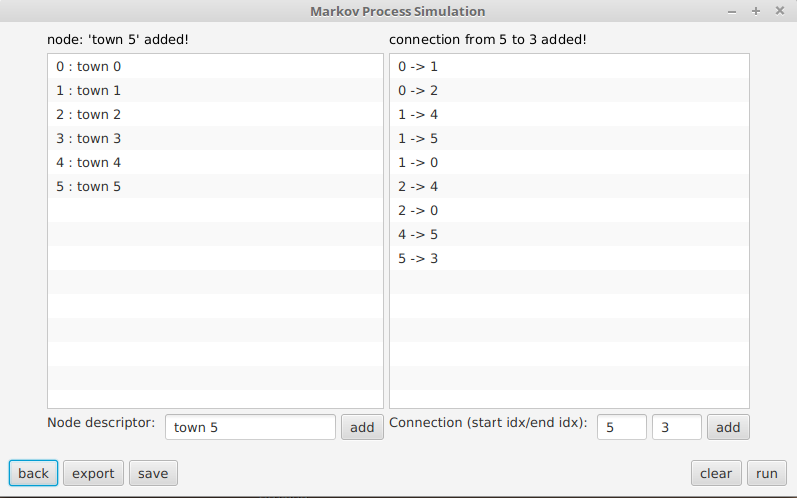 Markov Process Simulation
node: 'town 5' added!
connection from 5 to 3 added!
0 : town 0
1 : town 1
2 : town 2
3 : town 3
4 : town 4
5 : town 5
0 -> 1
0 -> 2
1 -> 4
1 -> 5
1 -> 0
2 -> 4
2 -> 0
4 -> 5
5 -> 3
Node descriptor: town 5 add
Connection (start idx/end idx): 5 3 add
back export save clear run